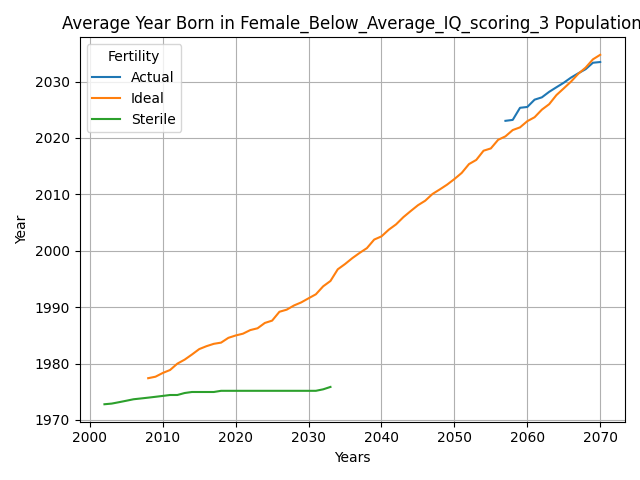 Average Year Born in Female_Below_Average_IQ_scoring_3 Population
Fertility
Actual
Ideal
Sterile
Year
2030
2020
2010
2000
1990
1980
1970
2000 2010 2020 2030 2040 2050 2060 2070
Years